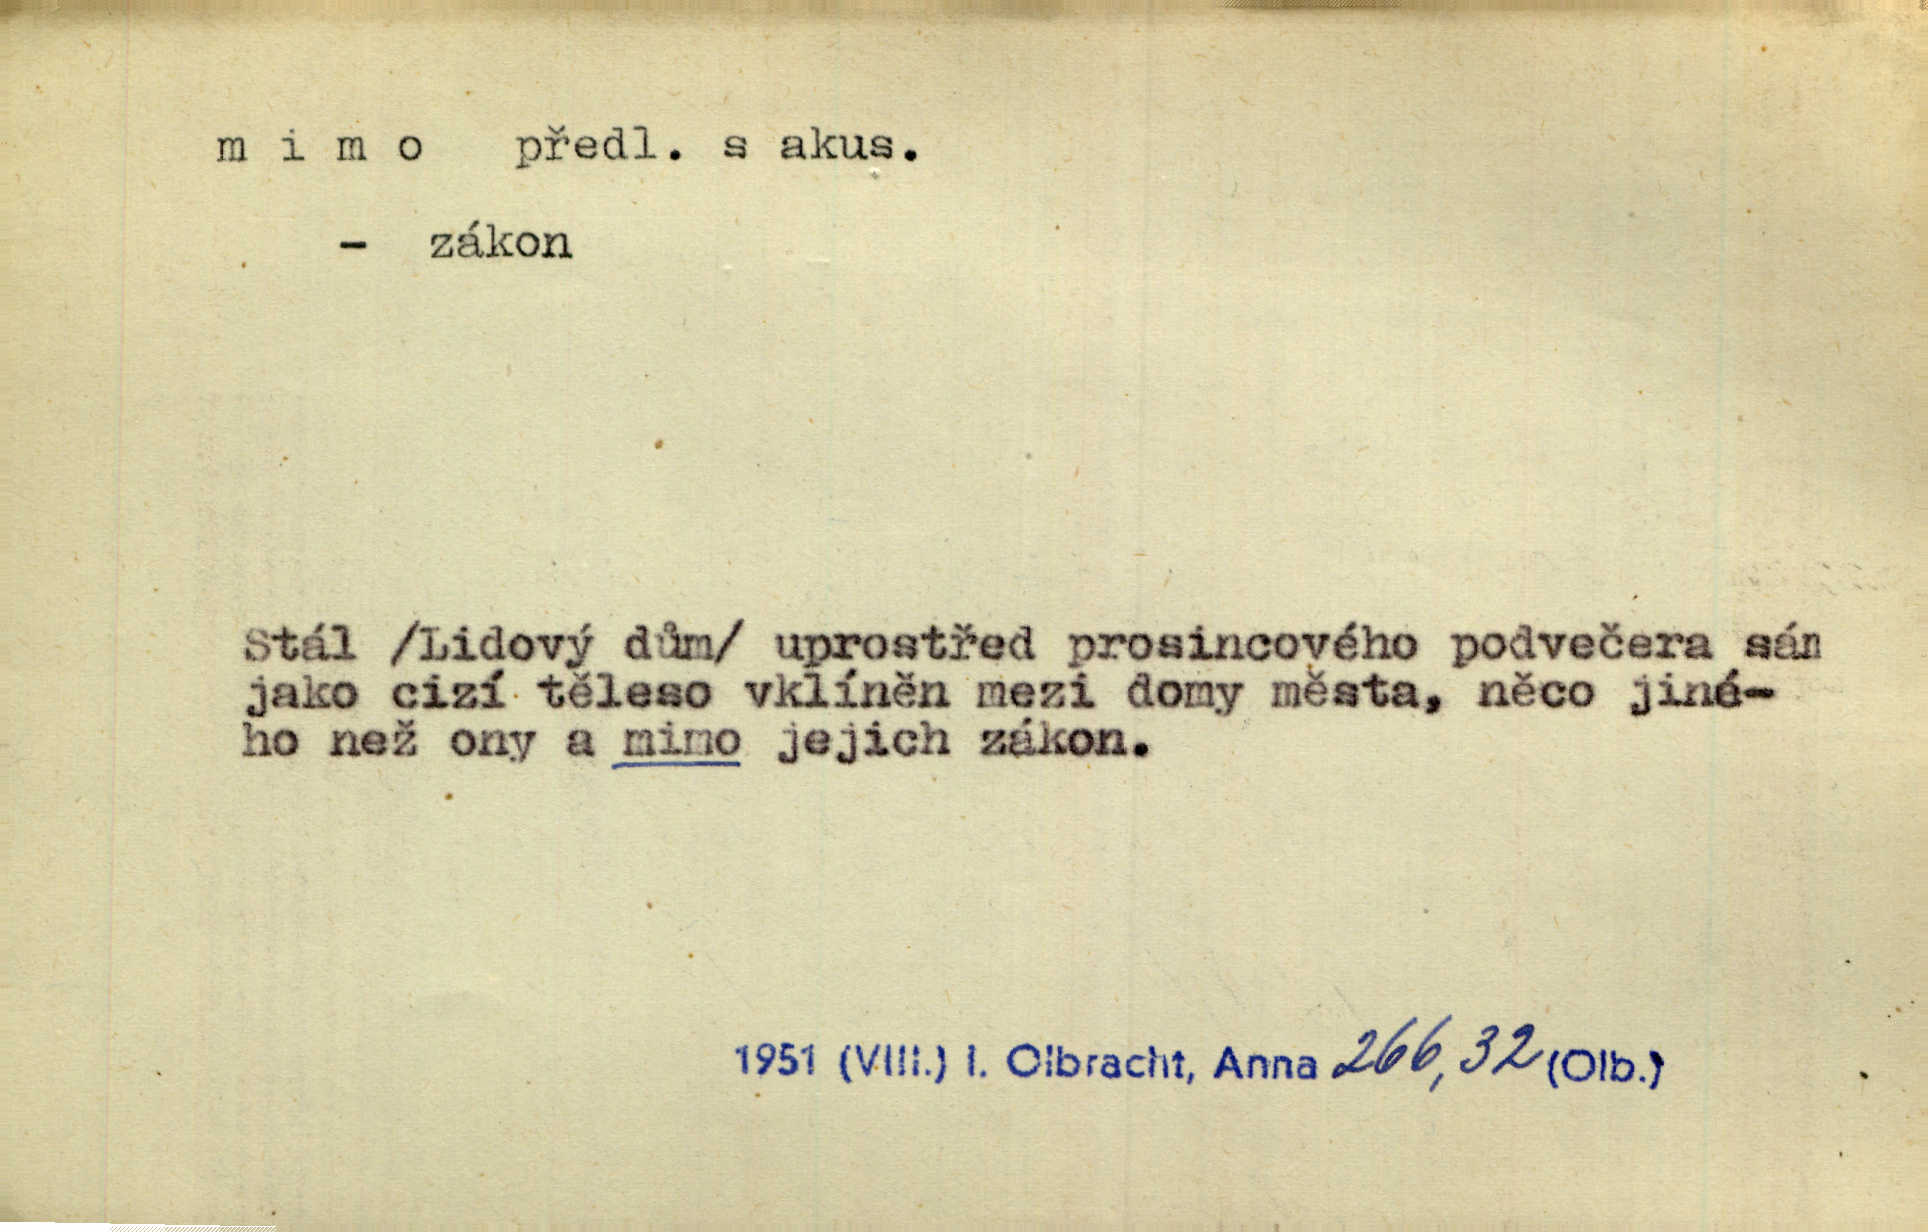 m i m o předl. s akus.
- zákon
Stál /Lidový dům/ uprostřed prosincového podvečera sám
jako cizí těleso vklíněn mezi domy města, něco jiné-
ho než ony a mimo jejich zákon.
1951 (VIII.) I. Olbracht, Anna 266,32 (Olb.)